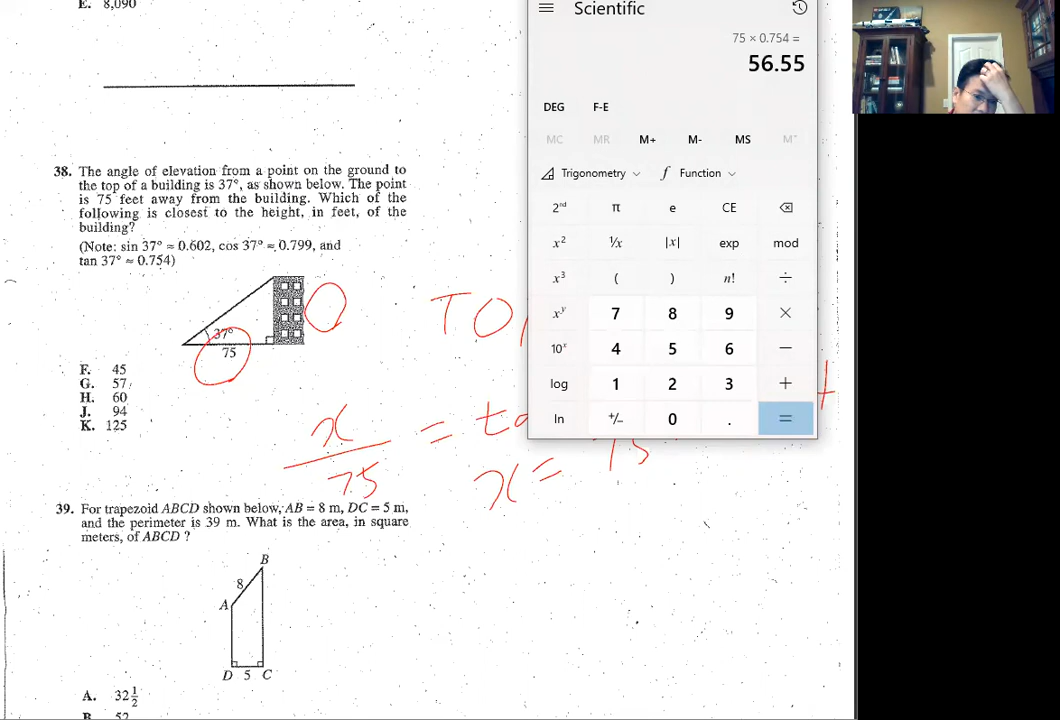 E. 8,090
38. The angle of elevation from a point on the ground to
the top of a building is 37°, as shown below. The point
is 75 feet away from the building. Which of the
following is closest to the height, in feet, of the
building?
(Note: sin 37° ≈ 0.602, cos 37° ≈ 0.799, and
tan 37° ≈ 0.754)
37°
75
F. 45
G. 57
H. 60
J. 94
K. 125
TO
x/75 = ta
x = 75
39. For trapezoid ABCD shown below, AB = 8 m, DC = 5 m,
and the perimeter is 39 m. What is the area, in square
meters, of ABCD ?
B
8
A
D 5 C
A. 32 1/2
B. 52
Scientific
75 × 0.754 =
56.55
DEG F-E
MC MR M+ M- MS M˅
Trigonometry f Function
2nd π e CE
x² ¹/x |x| exp mod
x³ ( ) n! ÷
xʸ 7 8 9 ×
10ˣ 4 5 6 −
log 1 2 3 +
ln +/− 0 . =